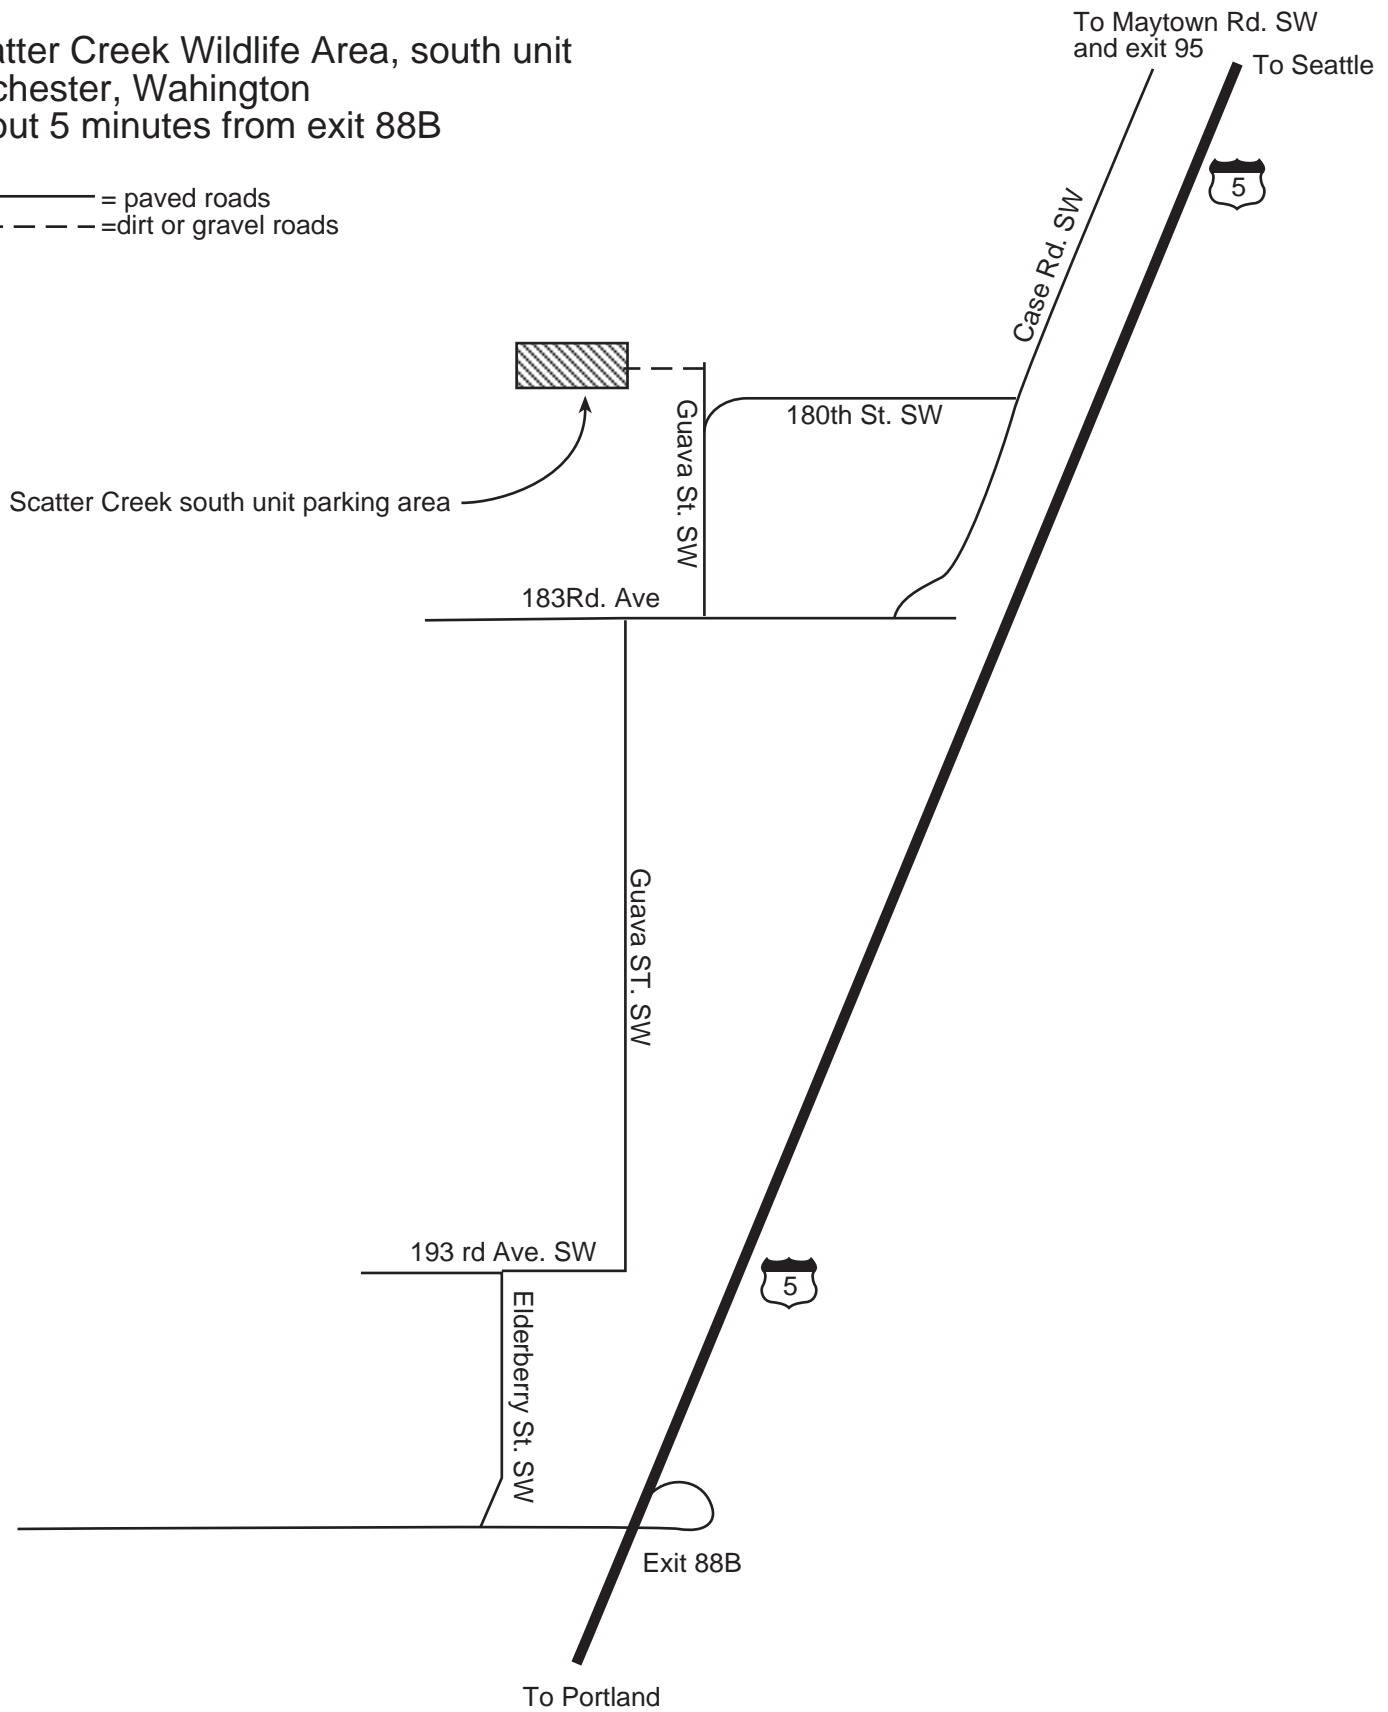 atter Creek Wildlife Area, south unit
chester, Wahington
out 5 minutes from exit 88B
= paved roads
=dirt or gravel roads
To Maytown Rd. SW
and exit 95
To Seattle
5
Case Rd. SW
180th St. SW
Guava St. SW
Scatter Creek south unit parking area
183Rd. Ave
Guava ST. SW
193 rd Ave. SW
5
Elderberry St. SW
Exit 88B
To Portland